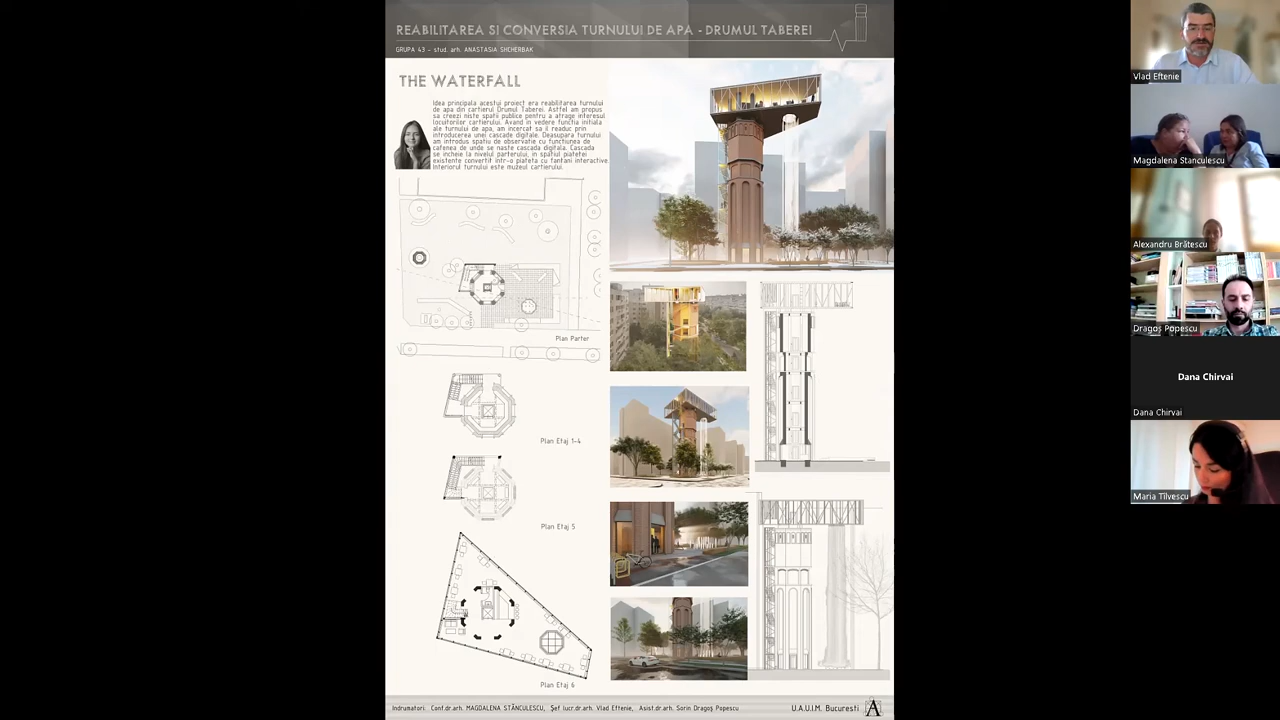 REABILITAREA SI CONVERSIA TURNULUI DE APA - DRUMUL TABEREI
GRUPA 43 - stud. arh. ANASTASIA SHCHERBAK
THE WATERFALL
Idea principala acestui proiect era reabilitarea turnului
de apa din cartierul Drumul Taberei. Astfel am propus
sa creezi niste spatii publice pentru a atrage interesul
locuitorilor cartierului. Avand in vedere functia initiala
ale turnului de apa, am incercat sa il readuc prin
introducerea unei cascade digitale. Deasupara turnului
am introdus spatiu de observatie cu functiunea de
cafenea de unde se naste cascada digitala. Cascada
se incheie la nivelul parterului, in spatiul piatetei
existente convertit intr-o piateta cu fantani interactive.
Interiorul turnului este muzeul cartierului.
Plan Parter
Plan Etaj 1-4
Plan Etaj 5
Plan Etaj 6
Indrumatori: Conf.dr.arh. MAGDALENA STĂNCULESCU, Şef lucr.dr.arh. Vlad Eftenie, Asist.dr.arh. Sorin Dragoş Popescu
U.A.U.I.M. Bucuresti
Vlad Eftenie
Magdalena Stanculescu
Alexandru Brătescu
Dragoș Popescu
Dana Chirvai
Dana Chirvai
Maria Tilvescu